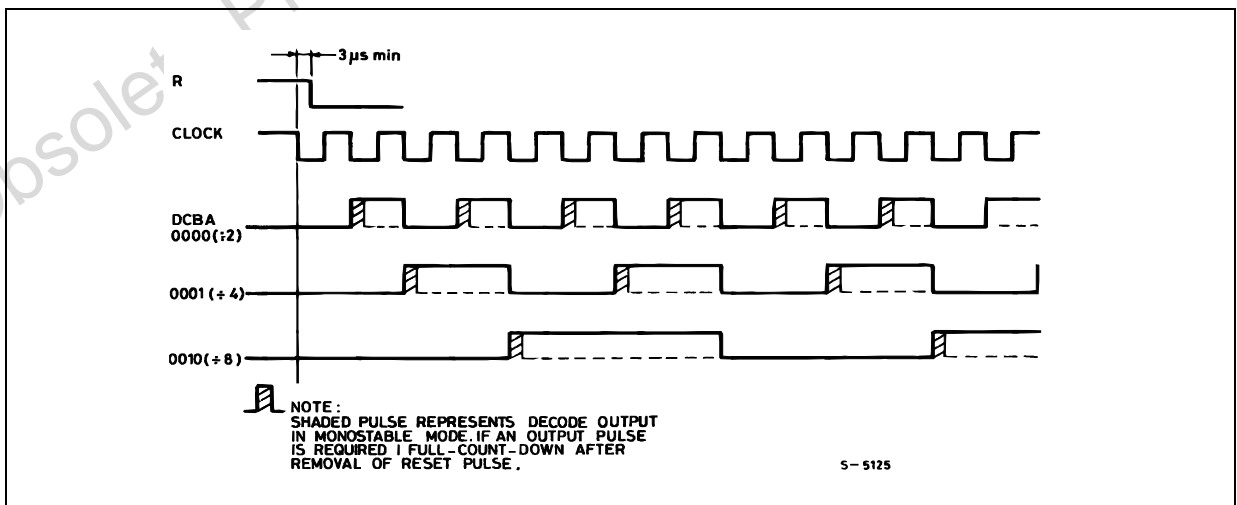 3μs min
R
CLOCK
DCBA
0000(÷2)
0001(÷4)
0010(÷8)
NOTE:
SHADED PULSE REPRESENTS DECODE OUTPUT
IN MONOSTABLE MODE. IF AN OUTPUT PULSE
IS REQUIRED I FULL-COUNT-DOWN AFTER
REMOVAL OF RESET PULSE.
S-5125